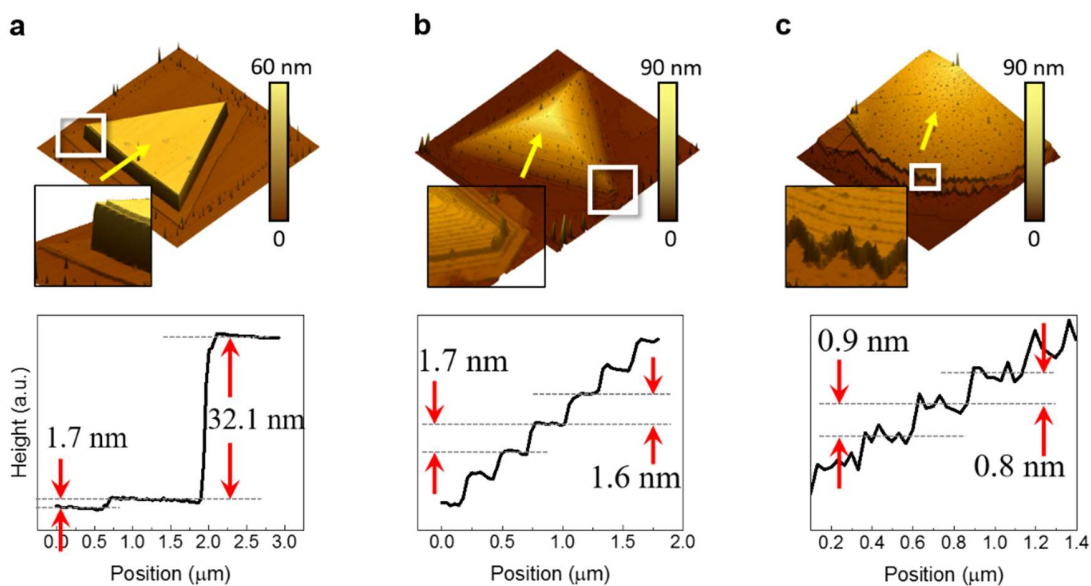 a
60 nm
0
b
90 nm
0
c
90 nm
0
Height (a.u.)
1.7 nm
32.1 nm
0.0 0.5 1.0 1.5 2.0 2.5 3.0
Position (μm)
1.7 nm
1.6 nm
0.0 0.5 1.0 1.5 2.0
Position (μm)
0.9 nm
0.8 nm
0.2 0.4 0.6 0.8 1.0 1.2 1.4
Position (μm)